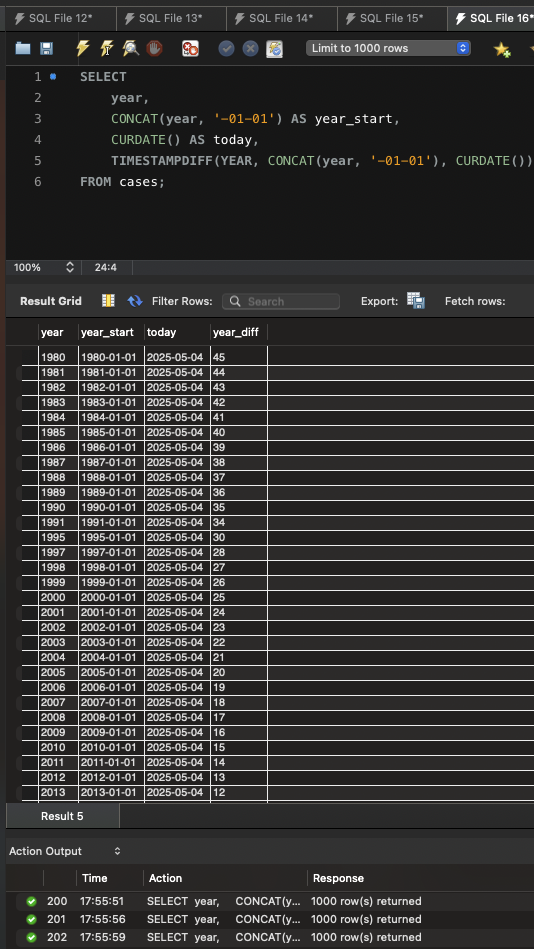 SQL File 12* SQL File 13* SQL File 14* SQL File 15* SQL File 16*
Limit to 1000 rows
1 SELECT
2 year,
3 CONCAT(year, '-01-01') AS year_start,
4 CURDATE() AS today,
5 TIMESTAMPDIFF(YEAR, CONCAT(year, '-01-01'), CURDATE())
6 FROM cases;
100% 24:4
Result Grid Filter Rows: Search Export: Fetch rows:
year year_start today year_diff
1980 1980-01-01 2025-05-04 45
1981 1981-01-01 2025-05-04 44
1982 1982-01-01 2025-05-04 43
1983 1983-01-01 2025-05-04 42
1984 1984-01-01 2025-05-04 41
1985 1985-01-01 2025-05-04 40
1986 1986-01-01 2025-05-04 39
1987 1987-01-01 2025-05-04 38
1988 1988-01-01 2025-05-04 37
1989 1989-01-01 2025-05-04 36
1990 1990-01-01 2025-05-04 35
1991 1991-01-01 2025-05-04 34
1995 1995-01-01 2025-05-04 30
1997 1997-01-01 2025-05-04 28
1998 1998-01-01 2025-05-04 27
1999 1999-01-01 2025-05-04 26
2000 2000-01-01 2025-05-04 25
2001 2001-01-01 2025-05-04 24
2002 2002-01-01 2025-05-04 23
2003 2003-01-01 2025-05-04 22
2004 2004-01-01 2025-05-04 21
2005 2005-01-01 2025-05-04 20
2006 2006-01-01 2025-05-04 19
2007 2007-01-01 2025-05-04 18
2008 2008-01-01 2025-05-04 17
2009 2009-01-01 2025-05-04 16
2010 2010-01-01 2025-05-04 15
2011 2011-01-01 2025-05-04 14
2012 2012-01-01 2025-05-04 13
2013 2013-01-01 2025-05-04 12
Result 5
Action Output
Time Action Response
200 17:55:51 SELECT year, CONCAT(y... 1000 row(s) returned
201 17:55:56 SELECT year, CONCAT(y... 1000 row(s) returned
202 17:55:59 SELECT year, CONCAT(y... 1000 row(s) returned